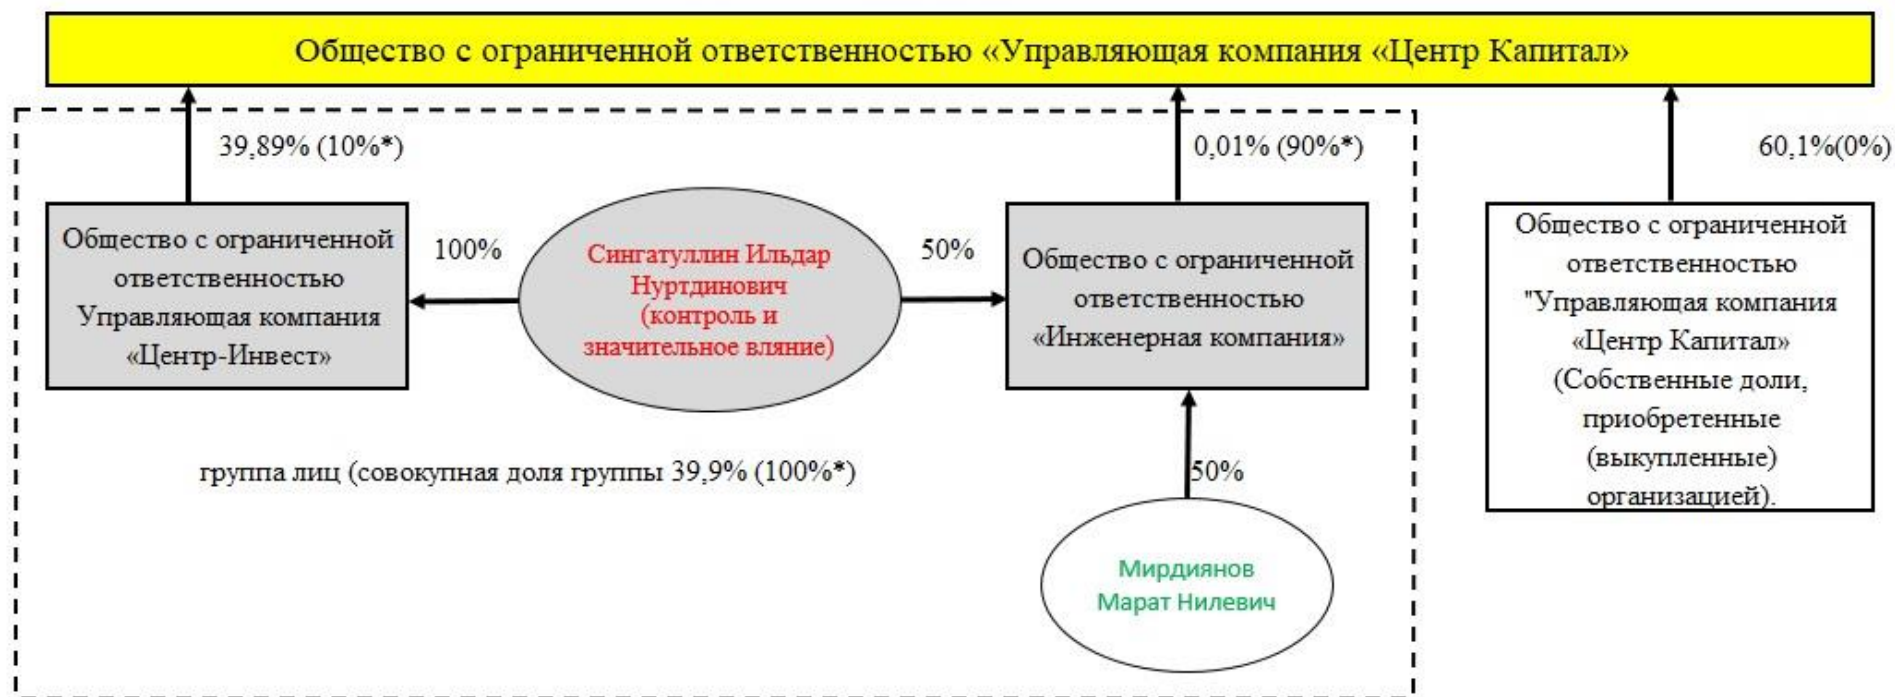 Общество с ограниченной ответственностью «Управляющая компания «Центр Капитал»
39,89% (10%*)
0,01% (90%*)
60,1%(0%)
Общество с ограниченной
ответственностью
Управляющая компания
«Центр-Инвест»
100%
Сингатуллин Ильдар
Нуртдинович
(контроль и
значительное вляние)
50%
Общество с ограниченной
ответственностью
«Инженерная компания»
Общество с ограниченной
ответственностью
"Управляющая компания
«Центр Капитал»
(Собственные доли,
приобретенные
(выкупленные)
организацией).
группа лиц (совокупная доля группы 39,9% (100%*)
50%
Мирдиянов
Марат Нилевич